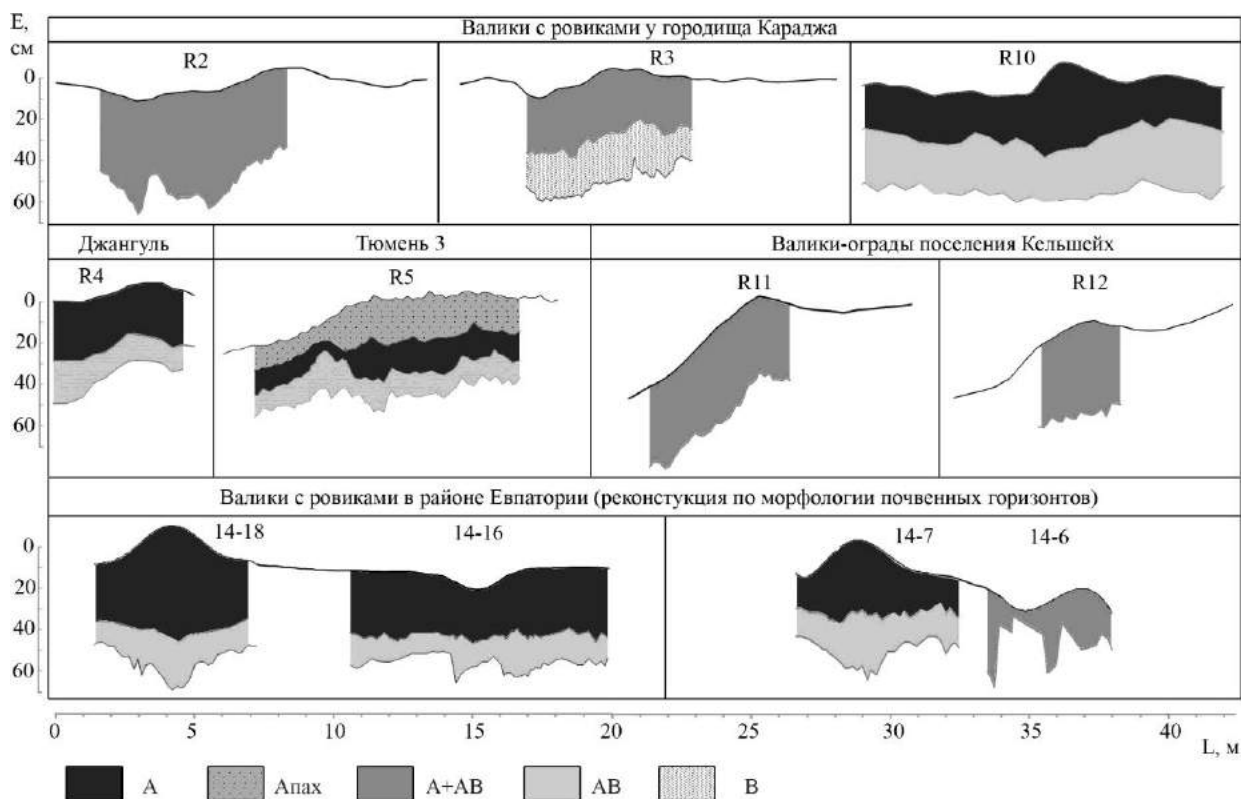 Е, см
Валики с ровиками у городища Караджа
R2
R3
R10
0
20
40
60
Джангуль
Тюмень 3
Валики-ограды поселения Кельшейх
R4
R5
R11
R12
0
20
40
60
Валики с ровиками в районе Евпатории (реконстукция по морфологии почвенных горизонтов)
14-18
14-16
14-7
14-6
0
20
40
60
0 5 10 15 20 25 30 35 40
L, м
А Апах А+АВ АВ В